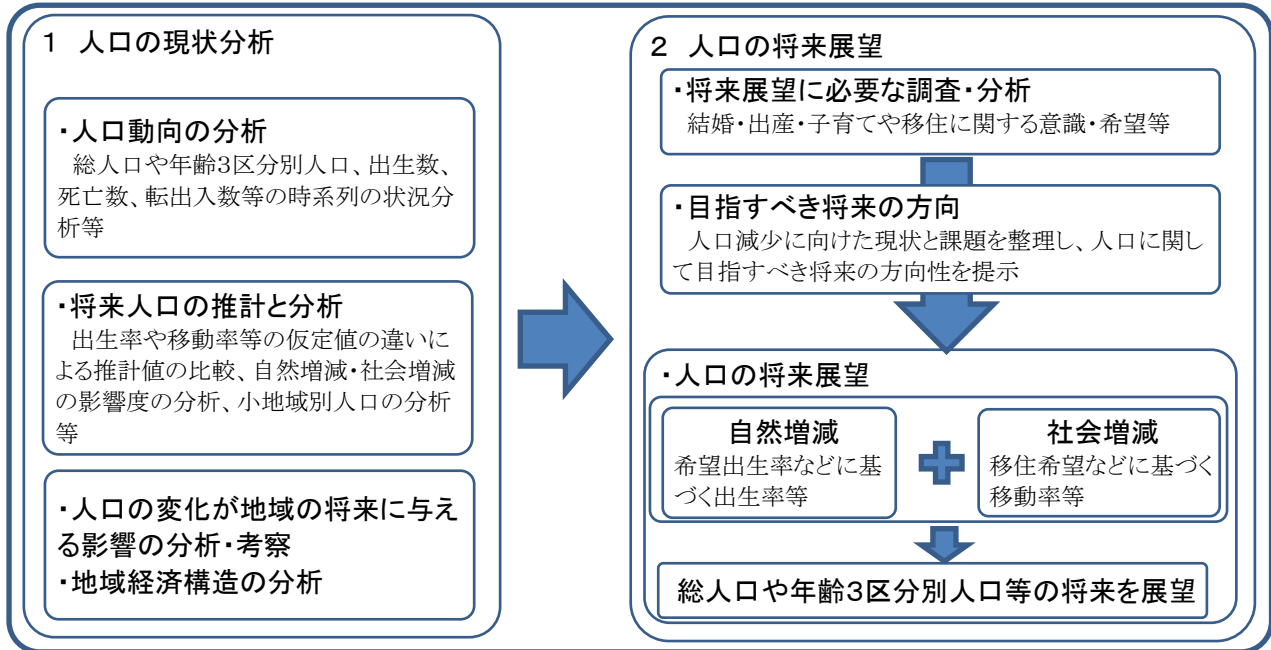 1 人口の現状分析
・人口動向の分析
総人口や年齢3区分別人口、出生数、
死亡数、転出入数等の時系列の状況分
析等
・将来人口の推計と分析
出生率や移動率等の仮定値の違いに
よる推計値の比較、自然増減・社会増減
の影響度の分析、小地域別人口の分析
等
・人口の変化が地域の将来に与え
る影響の分析・考察
・地域経済構造の分析
2 人口の将来展望
・将来展望に必要な調査・分析
結婚・出産・子育てや移住に関する意識・希望等
・目指すべき将来の方向
人口減少に向けた現状と課題を整理し、人口に関し
て目指すべき将来の方向性を提示
・人口の将来展望
自然増減
希望出生率などに基
づく出生率等
社会増減
移住希望などに基づく
移動率等
総人口や年齢3区分別人口等の将来を展望